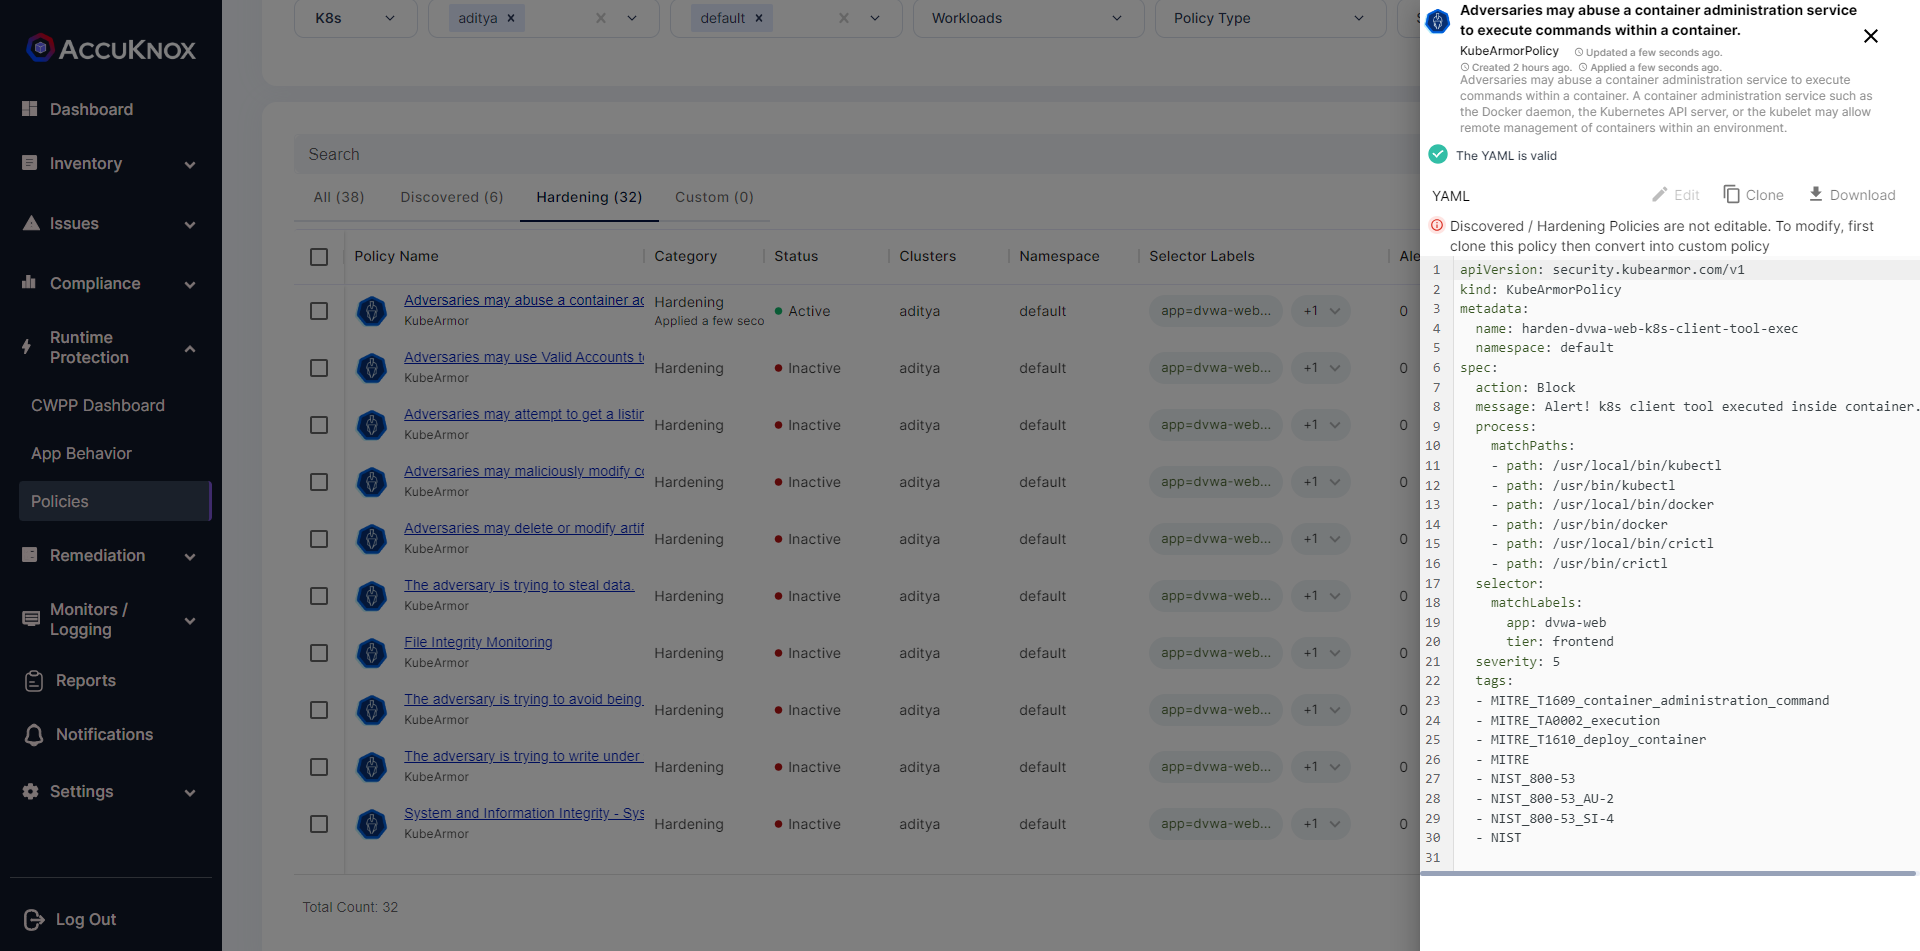 ACCUKNOX
Dashboard
Inventory
Issues
Compliance
Runtime
Protection
CWPP Dashboard
App Behavior
Policies
Remediation
Monitors /
Logging
Reports
Notifications
Settings
Log Out
K8s aditya default Workloads Policy Type
Search
All (38) Discovered (6) Hardening (32) Custom (0)
Policy Name Category Status Clusters Namespace Selector Labels Ale
Adversaries may abuse a container ac Hardening Active aditya default app=dvwa-web... +1 0
KubeArmor Applied a few seco
Adversaries may use Valid Accounts t Hardening Inactive aditya default app=dvwa-web... +1 0
KubeArmor
Adversaries may attempt to get a listin Hardening Inactive aditya default app=dvwa-web... +1 0
KubeArmor
Adversaries may maliciously modify co Hardening Inactive aditya default app=dvwa-web... +1 0
KubeArmor
Adversaries may delete or modify artif Hardening Inactive aditya default app=dvwa-web... +1 0
KubeArmor
The adversary is trying to steal data. Hardening Inactive aditya default app=dvwa-web... +1 0
KubeArmor
File Integrity Monitoring Hardening Inactive aditya default app=dvwa-web... +1 0
KubeArmor
The adversary is trying to avoid being Hardening Inactive aditya default app=dvwa-web... +1 0
KubeArmor
The adversary is trying to write under Hardening Inactive aditya default app=dvwa-web... +1 0
KubeArmor
System and Information Integrity - Sys Hardening Inactive aditya default app=dvwa-web... +1 0
KubeArmor
Total Count: 32
Adversaries may abuse a container administration service
to execute commands within a container.
KubeArmorPolicy Updated a few seconds ago.
Created 2 hours ago. Applied a few seconds ago.
Adversaries may abuse a container administration service to execute
commands within a container. A container administration service such as
the Docker daemon, the Kubernetes API server, or the kubelet may allow
remote management of containers within an environment.
The YAML is valid
YAML Edit Clone Download
Discovered / Hardening Policies are not editable. To modify, first
clone this policy then convert into custom policy
1 apiVersion: security.kubearmor.com/v1
2 kind: KubeArmorPolicy
3 metadata:
4 name: harden-dvwa-web-k8s-client-tool-exec
5 namespace: default
6 spec:
7 action: Block
8 message: Alert! k8s client tool executed inside container.
9 process:
10 matchPaths:
11 - path: /usr/local/bin/kubectl
12 - path: /usr/bin/kubectl
13 - path: /usr/local/bin/docker
14 - path: /usr/bin/docker
15 - path: /usr/local/bin/crictl
16 - path: /usr/bin/crictl
17 selector:
18 matchLabels:
19 app: dvwa-web
20 tier: frontend
21 severity: 5
22 tags:
23 - MITRE_T1609_container_administration_command
24 - MITRE_TA0002_execution
25 - MITRE_T1610_deploy_container
26 - MITRE
27 - NIST_800-53
28 - NIST_800-53_AU-2
29 - NIST_800-53_SI-4
30 - NIST
31